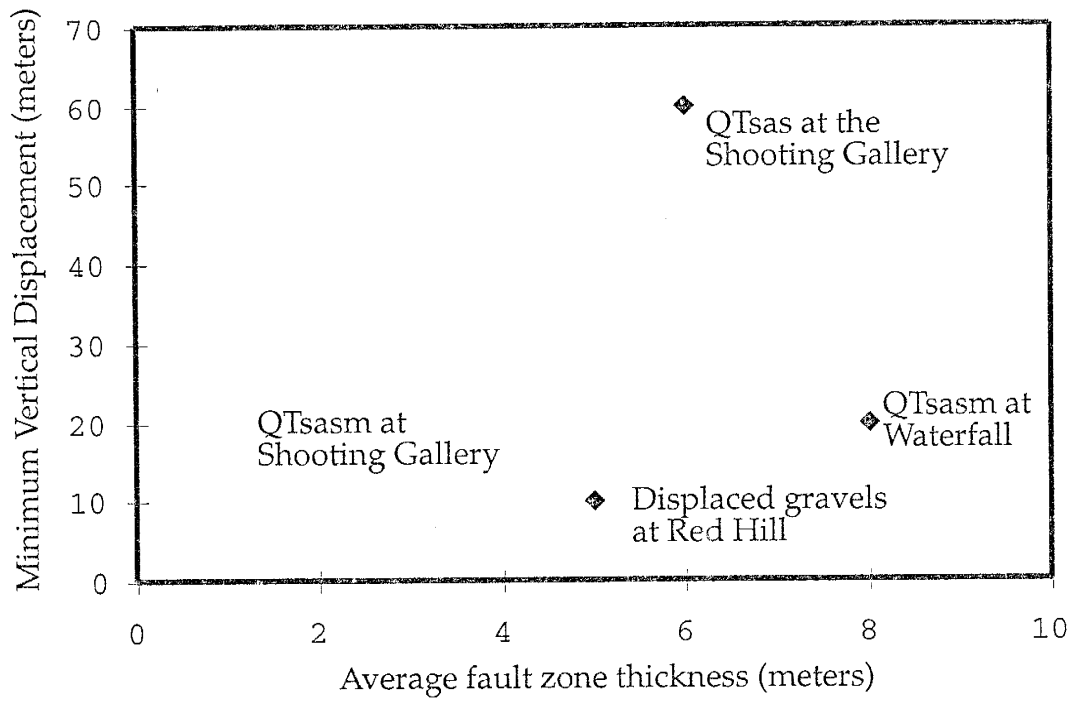 Minimum Vertical Displacement (meters)
70
60
50
40
30
20
10
0
QTsas at the
Shooting Gallery
QTsasm at
Waterfall
QTsasm at
Shooting Gallery
Displaced gravels
at Red Hill
0 2 4 6 8 10
Average fault zone thickness (meters)